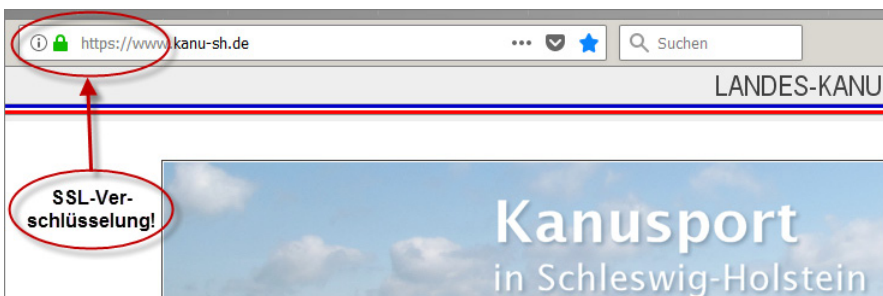 https://www.kanu-sh.de
Suchen
LANDES-KANU
SSL-Ver-
schlüsselung!
Kanusport
in Schleswig-Holstein